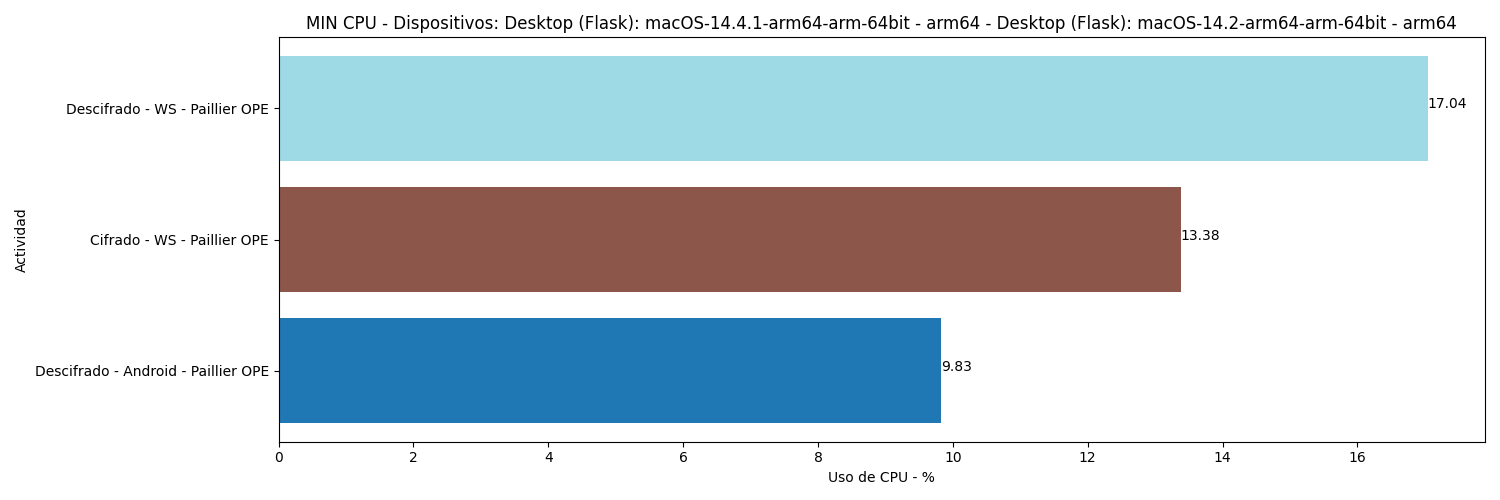 MIN CPU - Dispositivos: Desktop (Flask): macOS-14.4.1-arm64-arm-64bit - arm64 - Desktop (Flask): macOS-14.2-arm64-arm-64bit - arm64
Descifrado - WS - Paillier OPE
17.04
Cifrado - WS - Paillier OPE
13.38
Descifrado - Android - Paillier OPE
9.83
Actividad
0 2 4 6 8 10 12 14 16
Uso de CPU - %